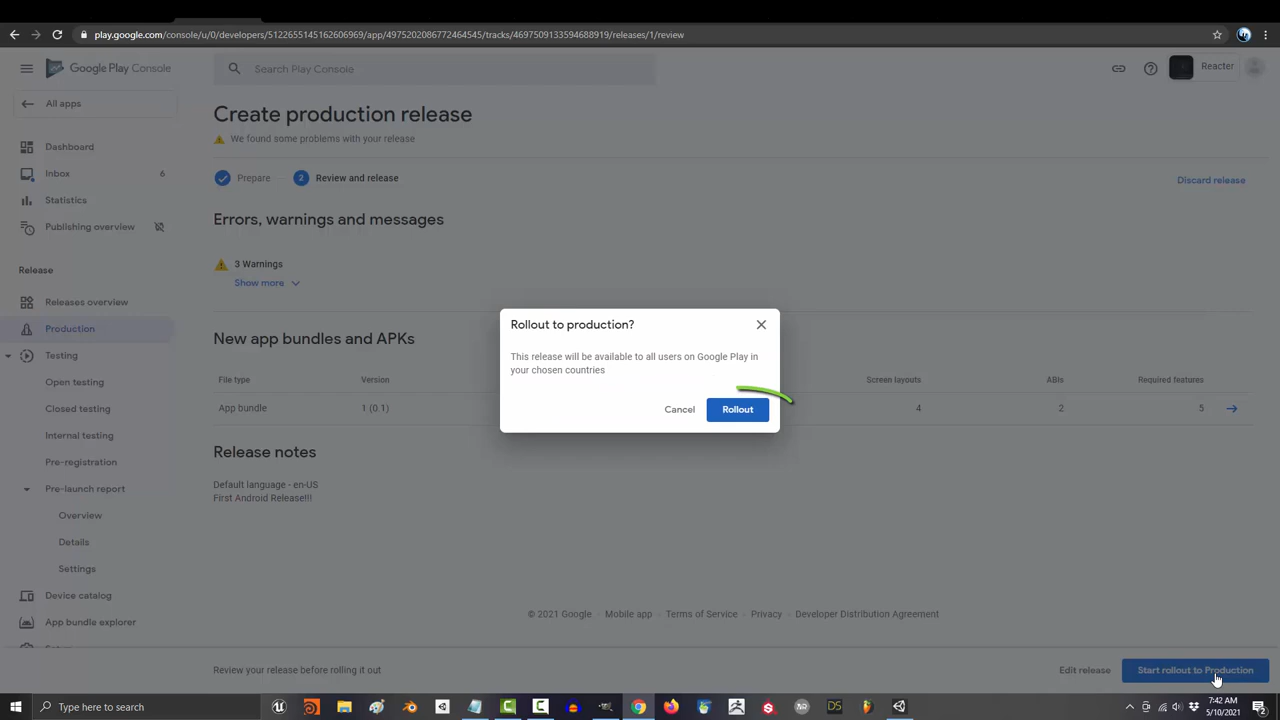 play.google.com/console/u/0/developers/5122655145162606969/app/4975202086772464545/tracks/4697509133594688919/releases/1/review
Google Play Console
Search Play Console
Reacter
All apps
Create production release
We found some problems with your release
Dashboard
Inbox 6
Prepare
2 Review and release
Discard release
Statistics
Errors, warnings and messages
Publishing overview
3 Warnings
Show more
Release
Releases overview
Production
Rollout to production?
This release will be available to all users on Google Play in
your chosen countries
Cancel
Rollout
New app bundles and APKs
Testing
File type Version Screen layouts ABIs Required features
App bundle 1 (0.1) 4 2 5
Open testing
Closed testing
Internal testing
Release notes
Pre-registration
Default language - en-US
First Android Release!!!
Pre-launch report
Overview
Details
Settings
Device catalog
App bundle explorer
© 2021 Google · Mobile app · Terms of Service · Privacy · Developer Distribution Agreement
Review your release before rolling it out
Edit release
Start rollout to Production
Type here to search
7:42 AM
5/10/2021